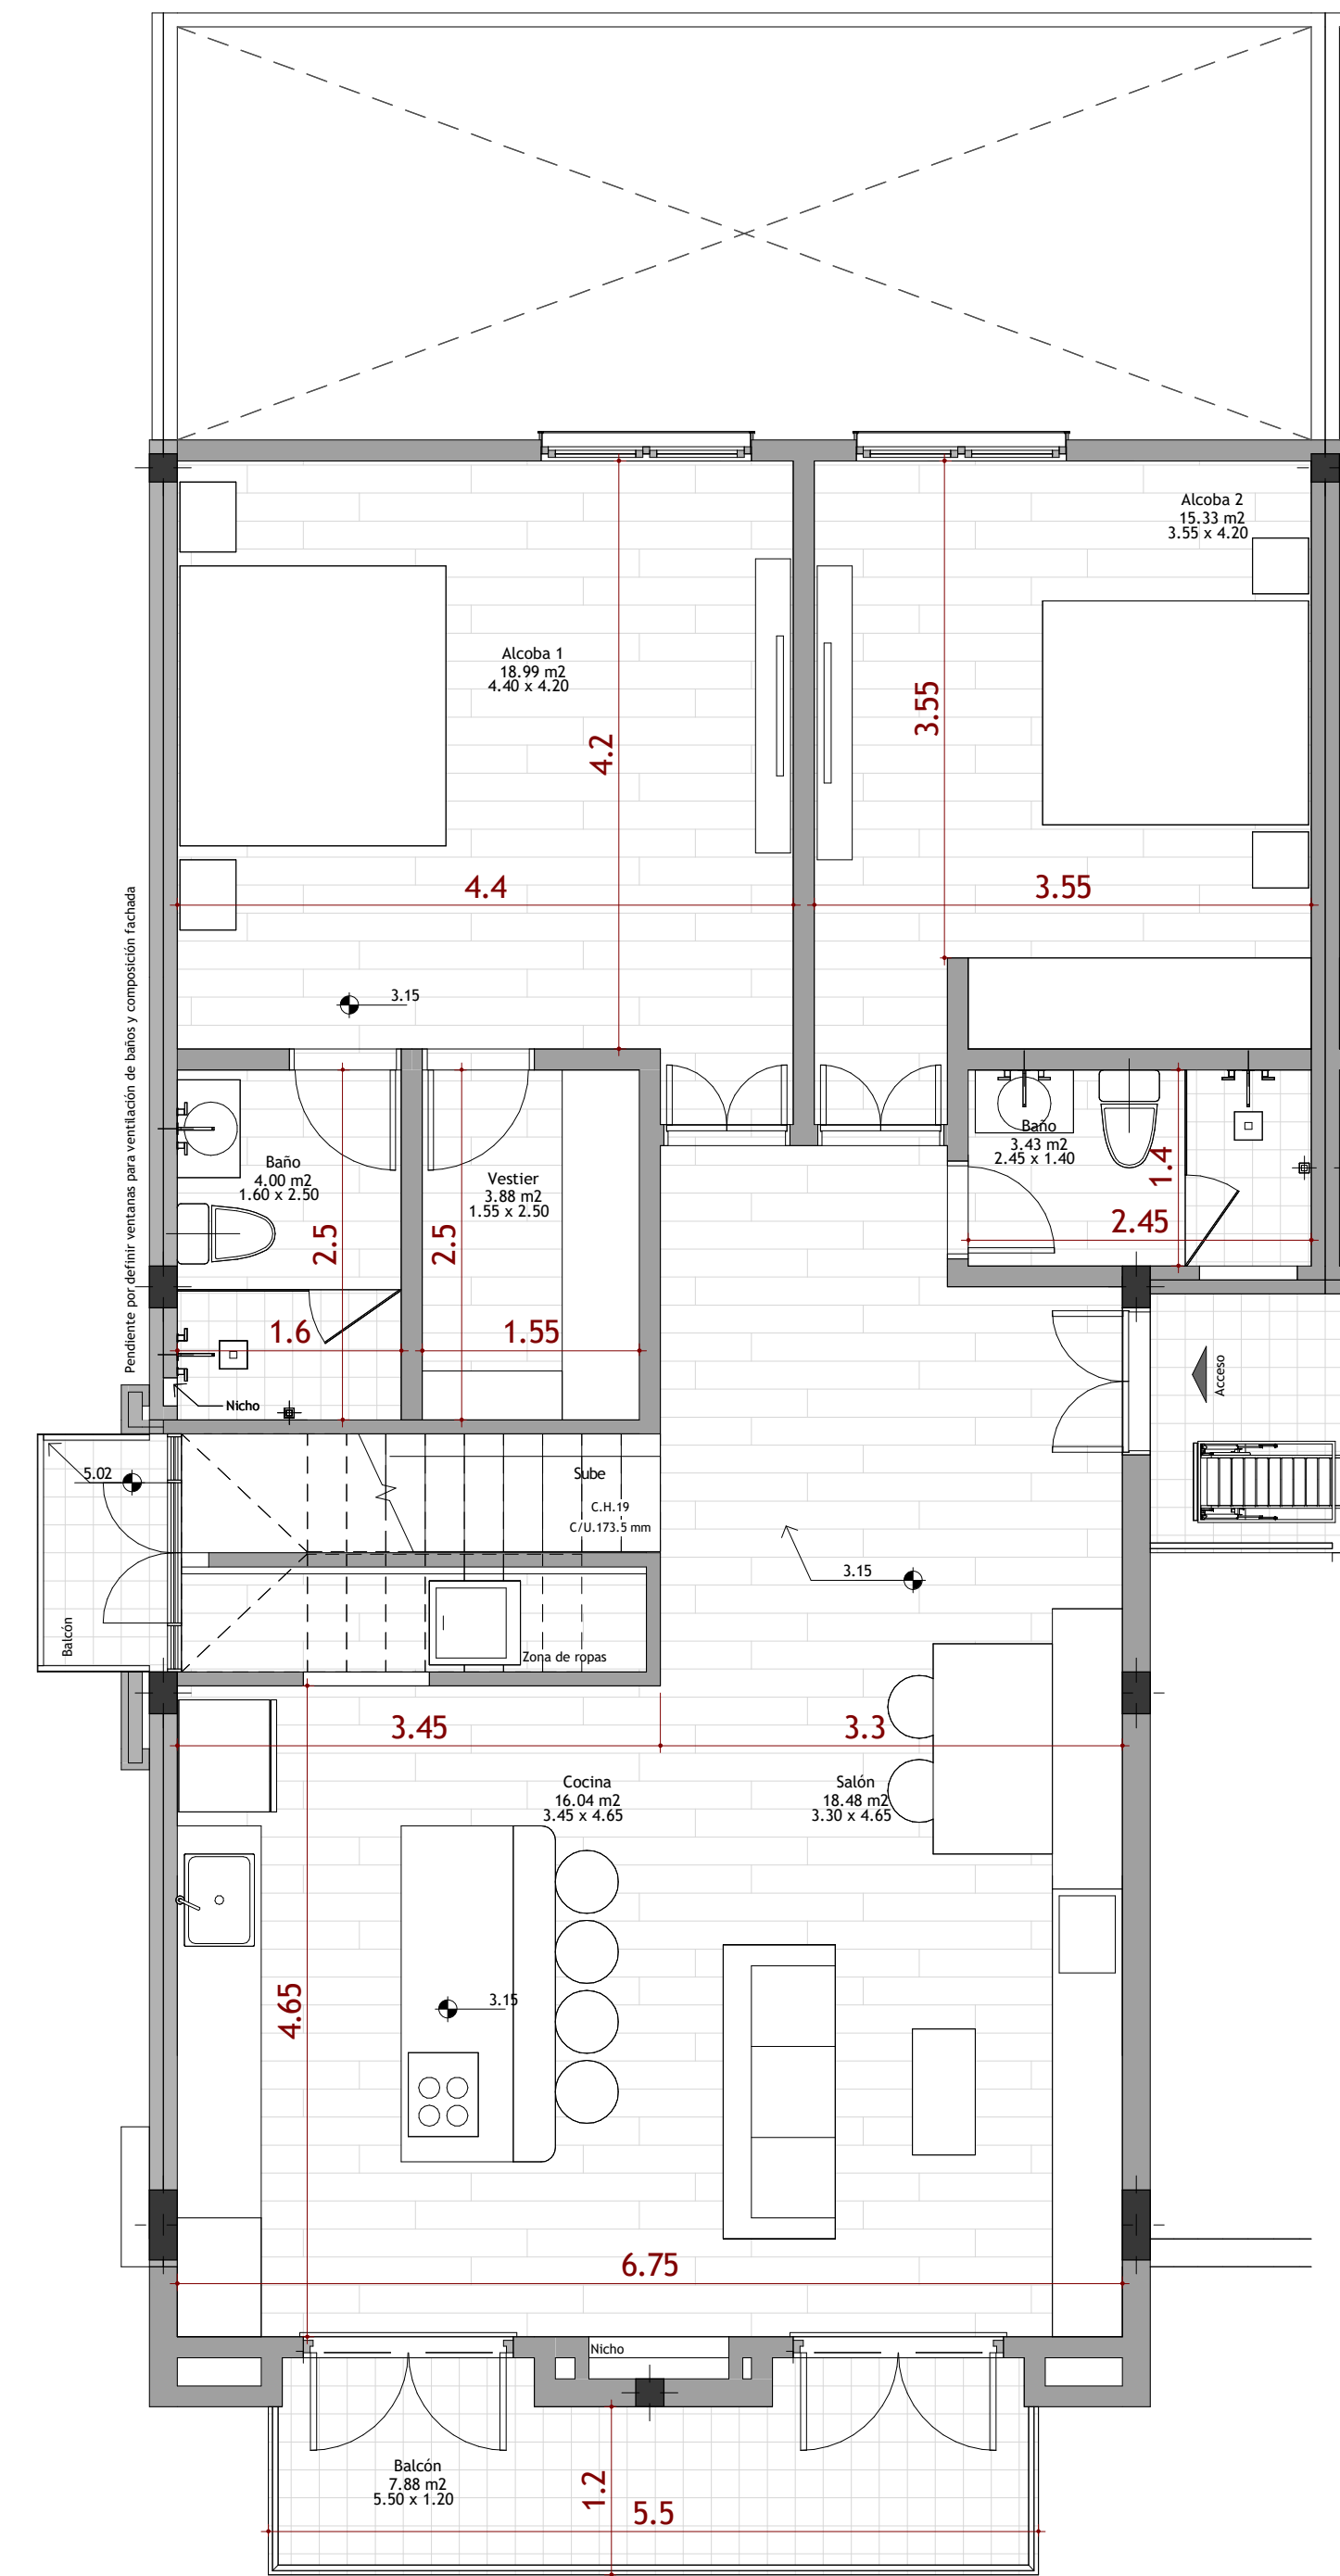 Alcoba 2
15.33 m2
3.55 x 4.20
Alcoba 1
18.99 m2
4.40 x 4.20
3.55
4.2
4.4
3.55
Pendiente por definir ventanas para ventilación de baños y composición fachada
3.15
Baño
3.43 m2
2.45 x 1.40
1.4
2.45
Baño
4.00 m2
1.60 x 2.50
Vestier
3.88 m2
1.55 x 2.50
2.5
2.5
1.6
1.55
Nicho
Acceso
5.02
Sube
C.H.19
C/U.173.5 mm
3.15
Balcón
Zona de ropas
3.45
3.3
Cocina
16.04 m2
3.45 x 4.65
Salón
18.48 m2
3.30 x 4.65
4.65
3.15
6.75
Nicho
Balcón
7.88 m2
5.50 x 1.20
1.2
5.5